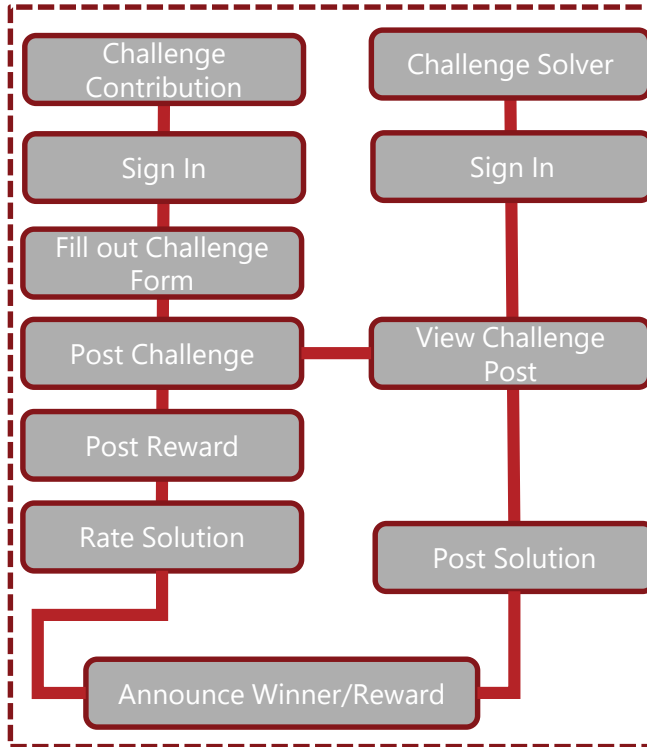 Challenge
Contribution
Sign In
Fill out Challenge
Form
Post Challenge
Post Reward
Rate Solution
Challenge Solver
Sign In
View Challenge
Post
Post Solution
Announce Winner/Reward